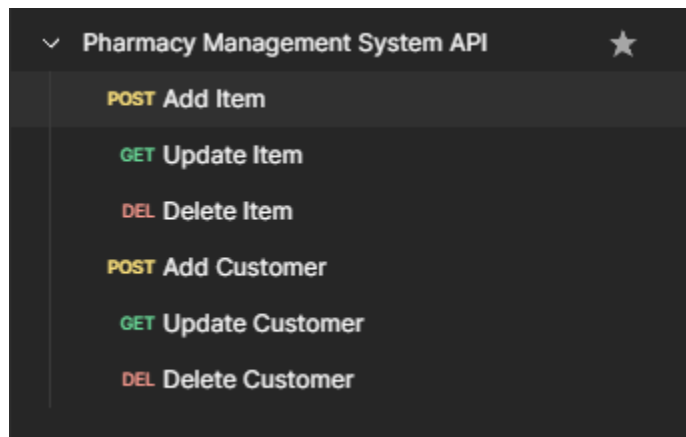 Pharmacy Management System API
POST Add Item
GET Update Item
DEL Delete Item
POST Add Customer
GET Update Customer
DEL Delete Customer